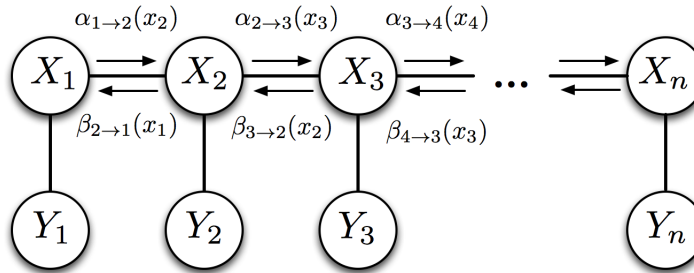 α₁→₂(x₂) α₂→₃(x₃) α₃→₄(x₄)
X₁ X₂ X₃ ... Xₙ
β₂→₁(x₁) β₃→₂(x₂) β₄→₃(x₃)
Y₁ Y₂ Y₃ Yₙ